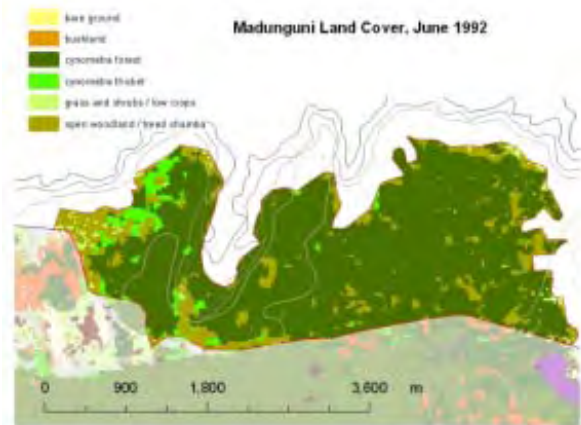 Madunguni Land Cover, June 1992
bare ground
bushland
cynometra forest
cynometra thicket
grass and shrubs / low crops
open woodland / treed shamba
0 900 1,800 3,600 m